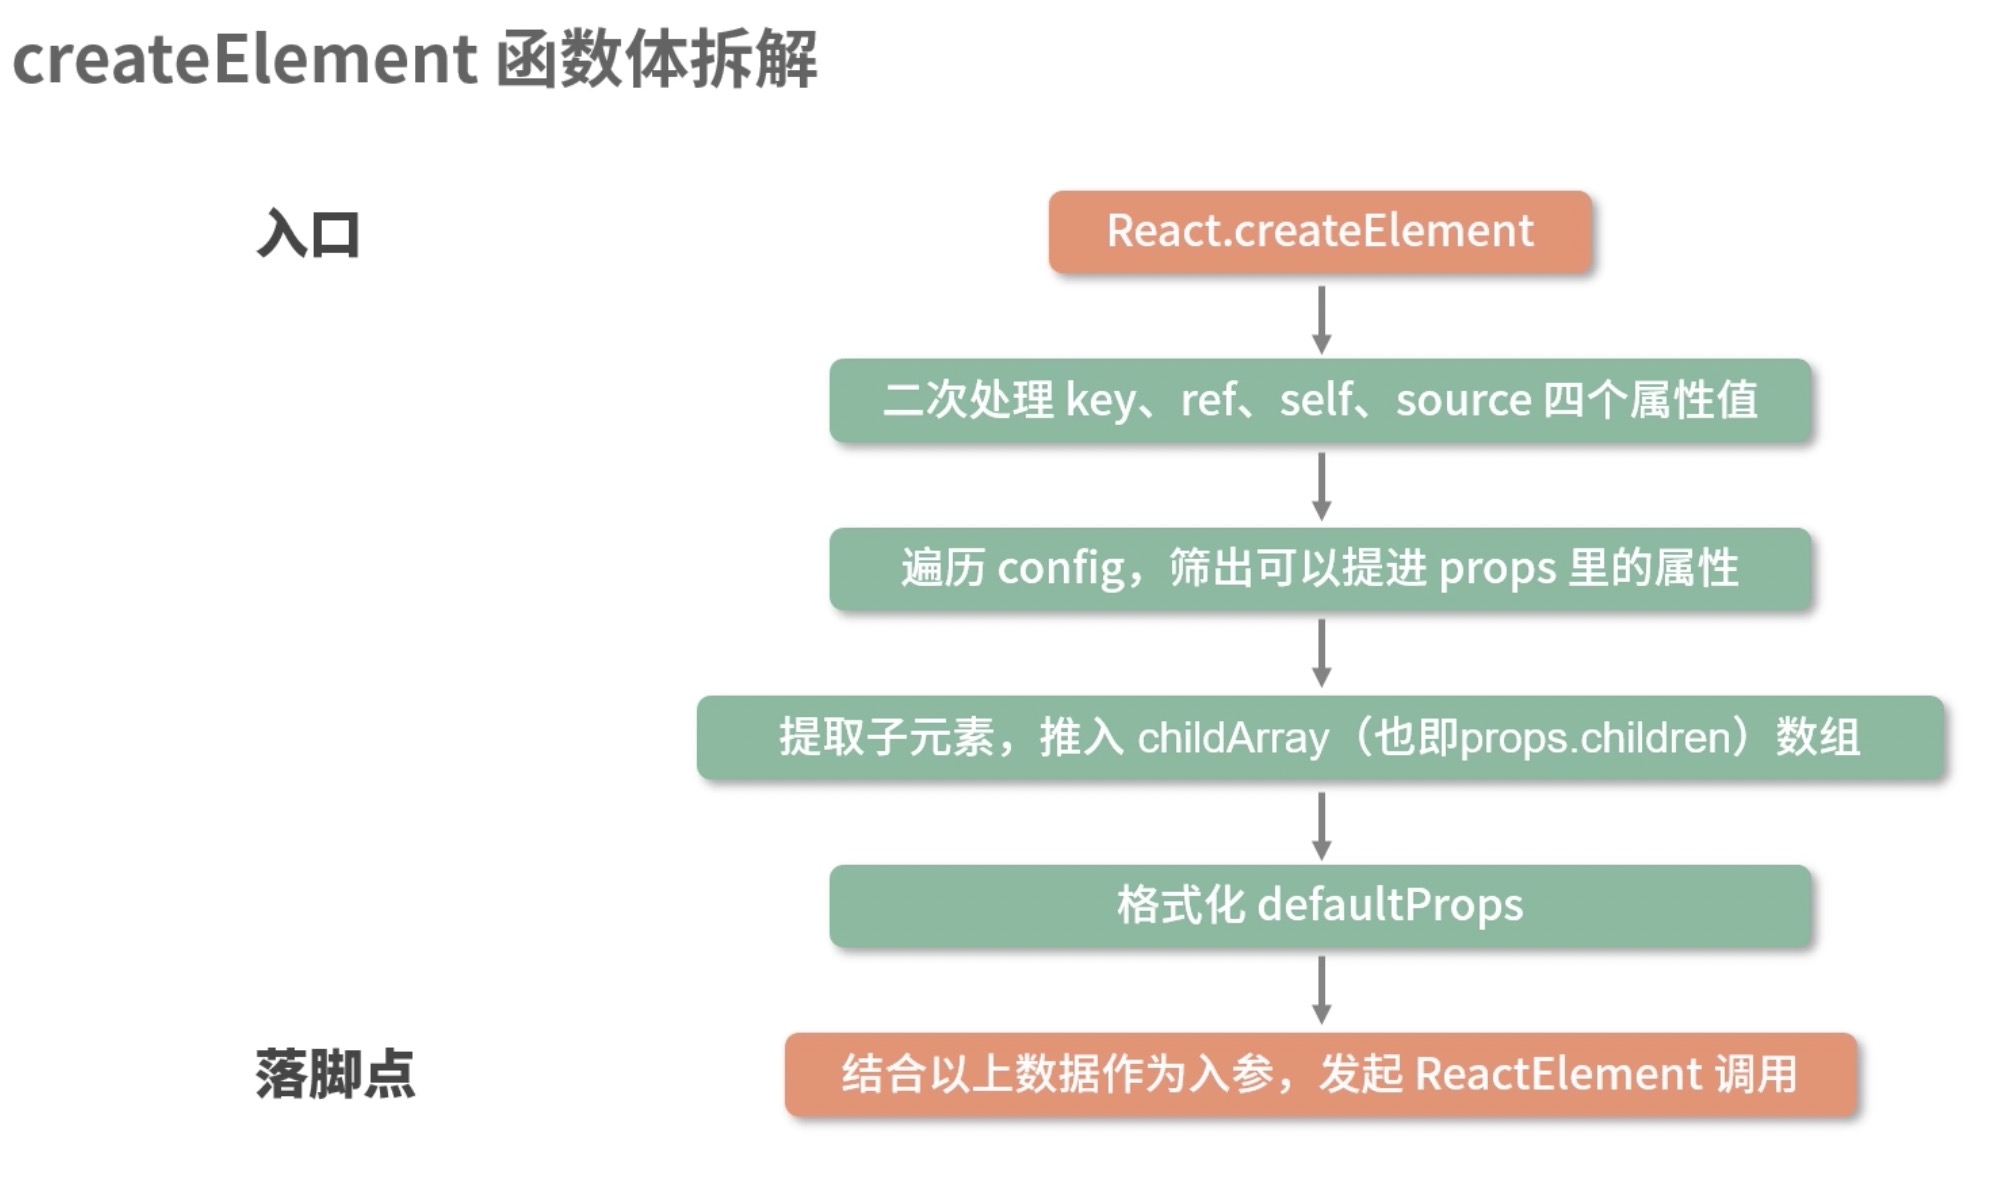 createElement 函数体拆解
入口
React.createElement
二次处理 key、ref、self、source 四个属性值
遍历 config，筛出可以提进 props 里的属性
提取子元素，推入 childArray（也即props.children）数组
格式化 defaultProps
落脚点
结合以上数据作为入参，发起 ReactElement 调用